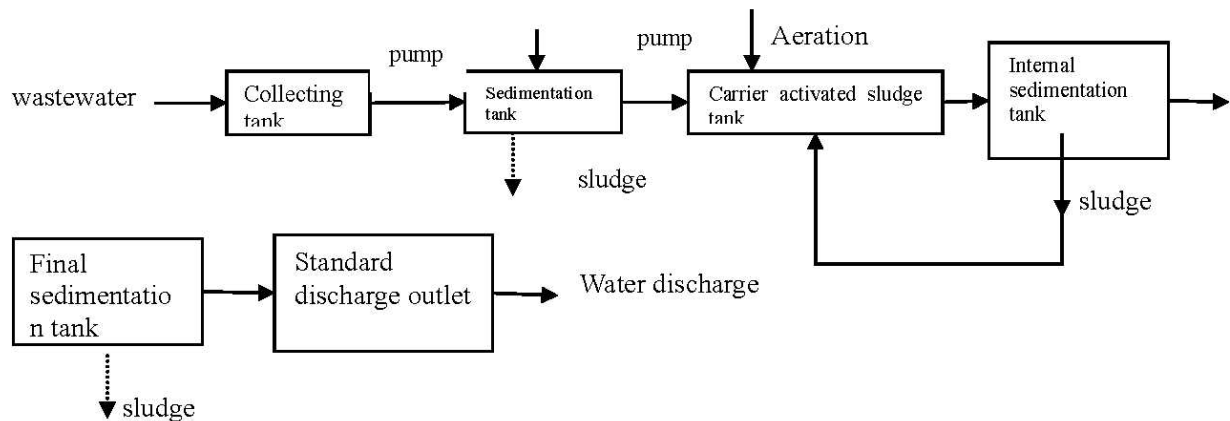 pump
pump
Aeration
wastewater
Collecting
tank
Sedimentation
tank
Carrier activated sludge
tank
Internal
sedimentation
tank
sludge
sludge
Final
sedimentatio
n tank
Standard
discharge outlet
Water discharge
sludge